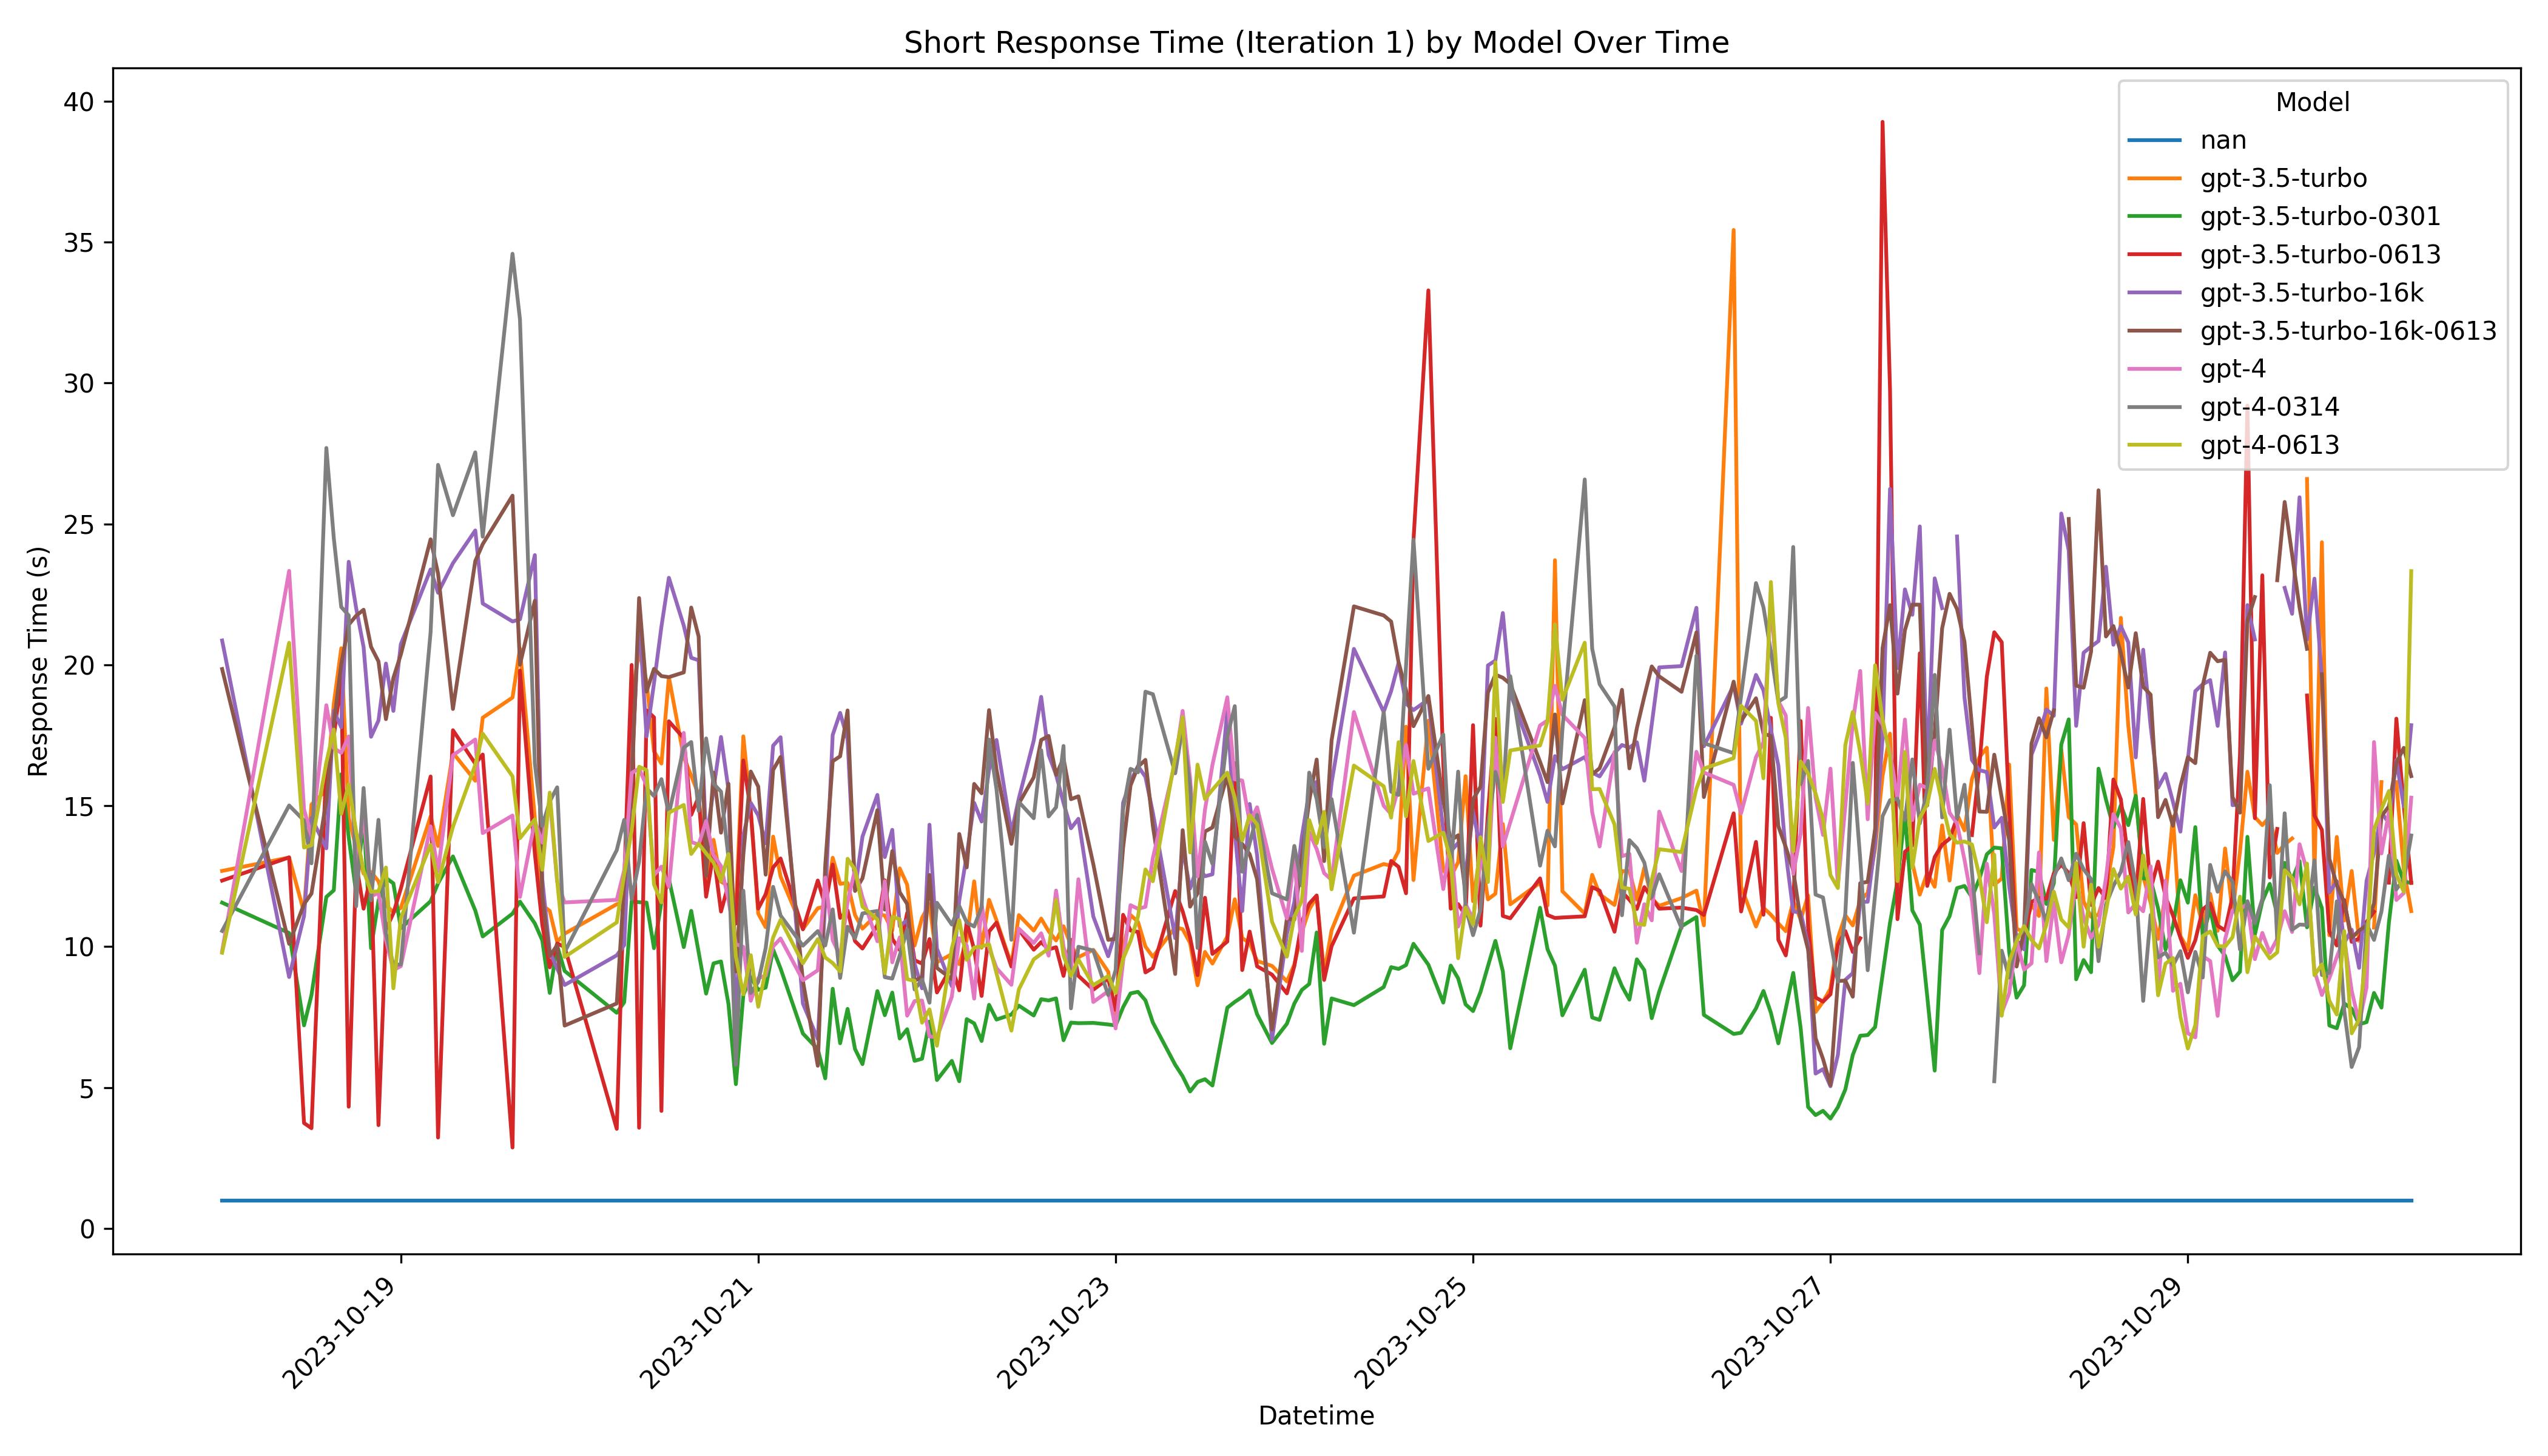 Short Response Time (Iteration 1) by Model Over Time
Model
nan
gpt-3.5-turbo
gpt-3.5-turbo-0301
gpt-3.5-turbo-0613
gpt-3.5-turbo-16k
gpt-3.5-turbo-16k-0613
gpt-4
gpt-4-0314
gpt-4-0613
Response Time (s)
40
35
30
25
20
15
10
5
0
2023-10-19
2023-10-21
2023-10-23
2023-10-25
2023-10-27
2023-10-29
Datetime